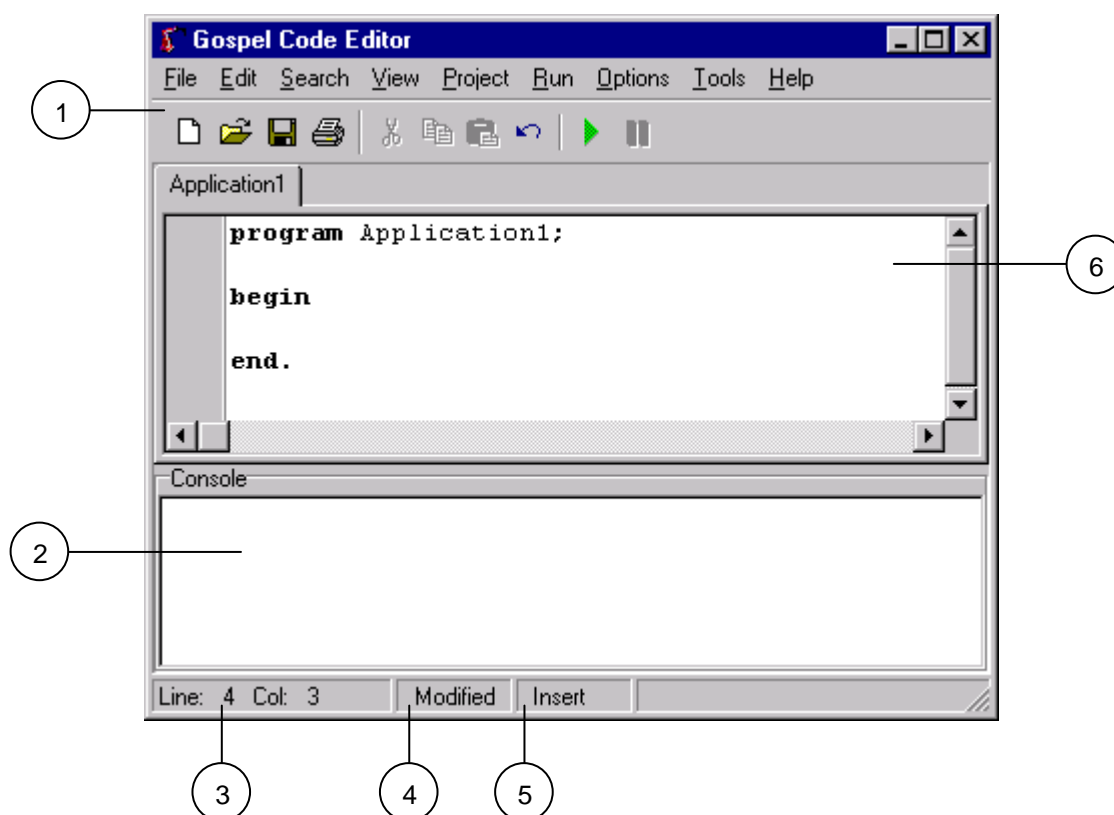 Gospel Code Editor
File Edit Search View Project Run Options Tools Help
1
Application1
program Application1;
6
begin
end.
Console
2
Line: 4 Col: 3 Modified Insert
3 4 5